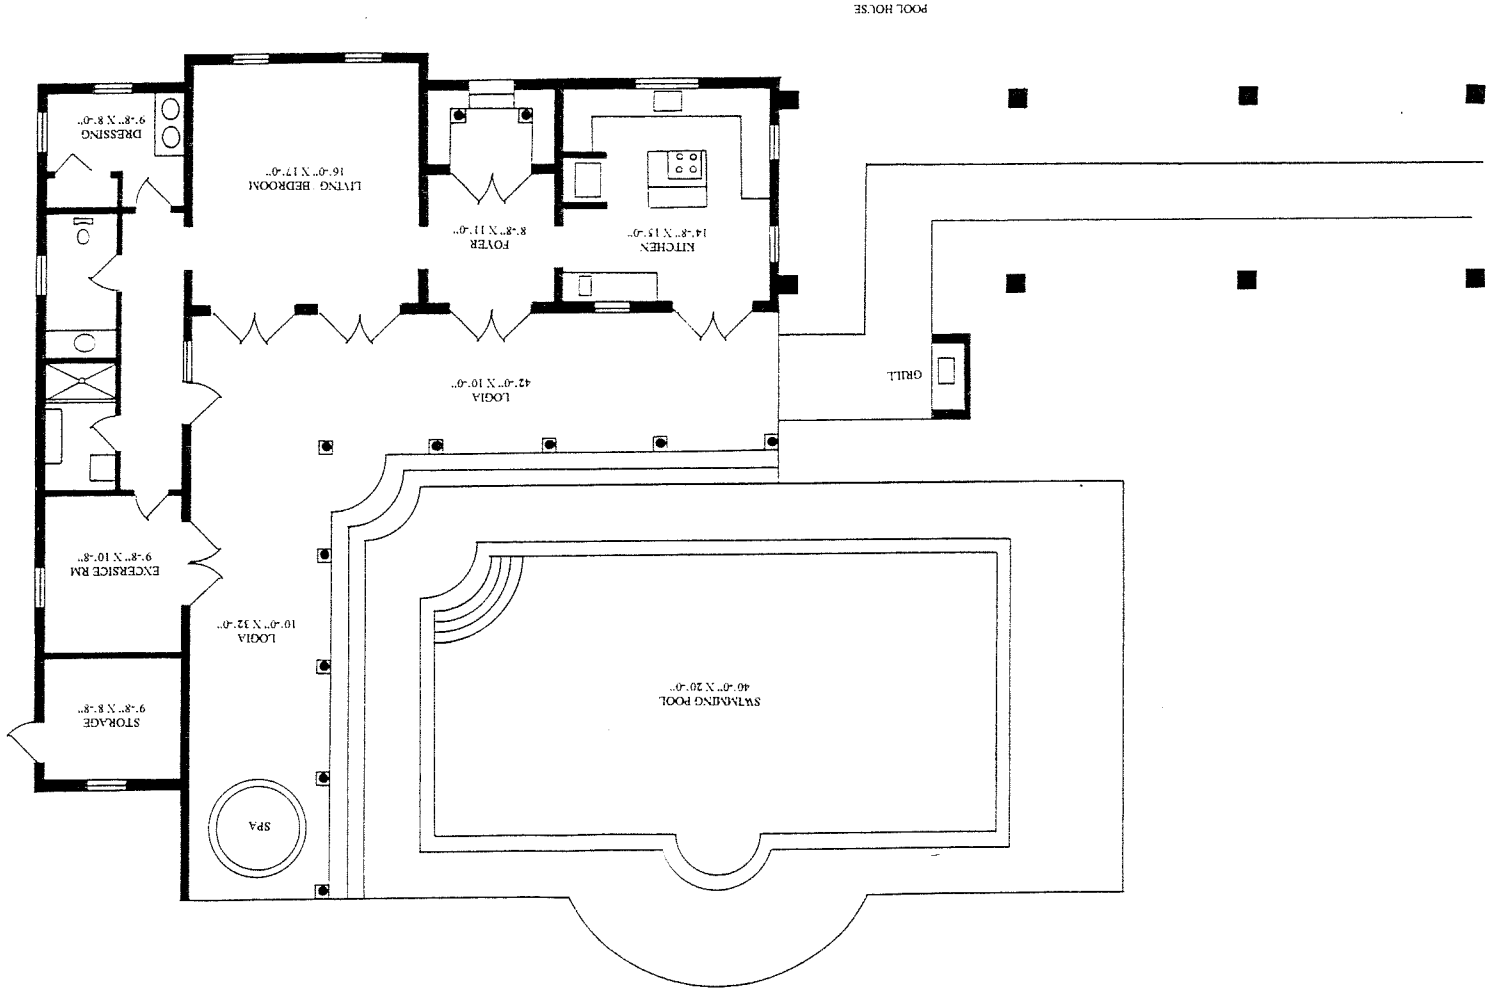 POOL HOUSE
DRESSING
9'-8" X 8'-0"
LIVING / BEDROOM
16'-0" X 17'-0"
FOYER
8'-8" X 11'-0"
KITCHEN
14'-8" X 15'-0"
LOGIA
42'-0" X 10'-0"
GRILL
EXCERSICE RM
9'-8" X 10'-8"
LOGIA
10'-0" X 32'-0"
STORAGE
9'-8" X 8'-8"
SWIMMING POOL
40'-0" X 20'-0"
SPA